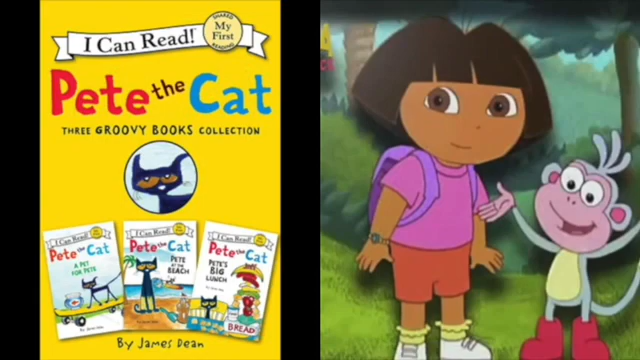 I Can Read!
SHARED
My
First
READING
Pete the Cat
THREE GROOVY BOOKS COLLECTION
I Can Read!
Pete the Cat
A PET FOR PETE
I Can Read!
Pete the Cat
PETE AT THE
BEACH
I Can Read!
Pete the Cat
PETE'S
BIG
LUNCH
BREAD
By James Dean